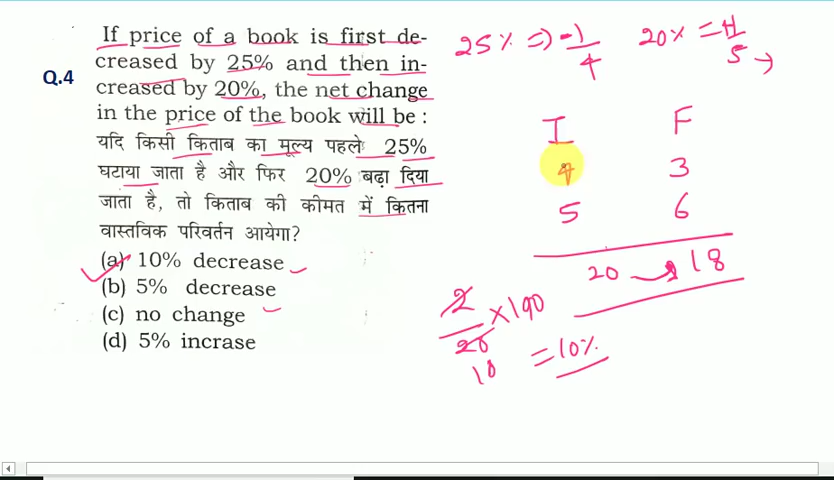 If price of a book is first de-
creased by 25% and then in-
Q.4 creased by 20%, the net change
in the price of the book will be :
यदि किसी किताब का मूल्य पहले 25%
घटाया जाता है और फिर 20% बढ़ा दिया
जाता है, तो किताब की कीमत में कितना
वास्तविक परिवर्तन आयेगा?
(a) 10% decrease
(b) 5% decrease
(c) no change
(d) 5% incrase
25% => -1/4
20% = +1/5 →
I F
4 3
5 6
20 → 18
2/20 × 100
10
= 10%